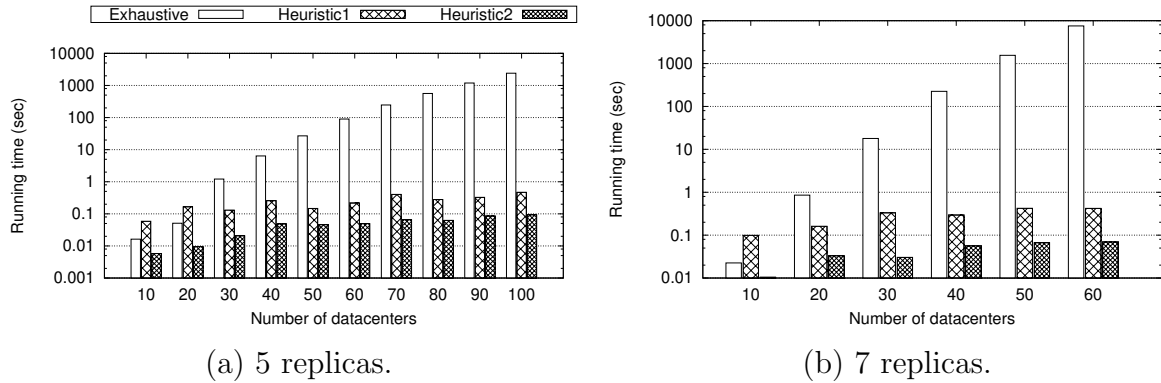 Exhaustive Heuristic1 Heuristic2
10000
1000
100
10
1
0.1
0.01
0.001
Running time (sec)
10 20 30 40 50 60 70 80 90 100
Number of datacenters
(a) 5 replicas.
10000
1000
100
10
1
0.1
0.01
Running time (sec)
10 20 30 40 50 60
Number of datacenters
(b) 7 replicas.